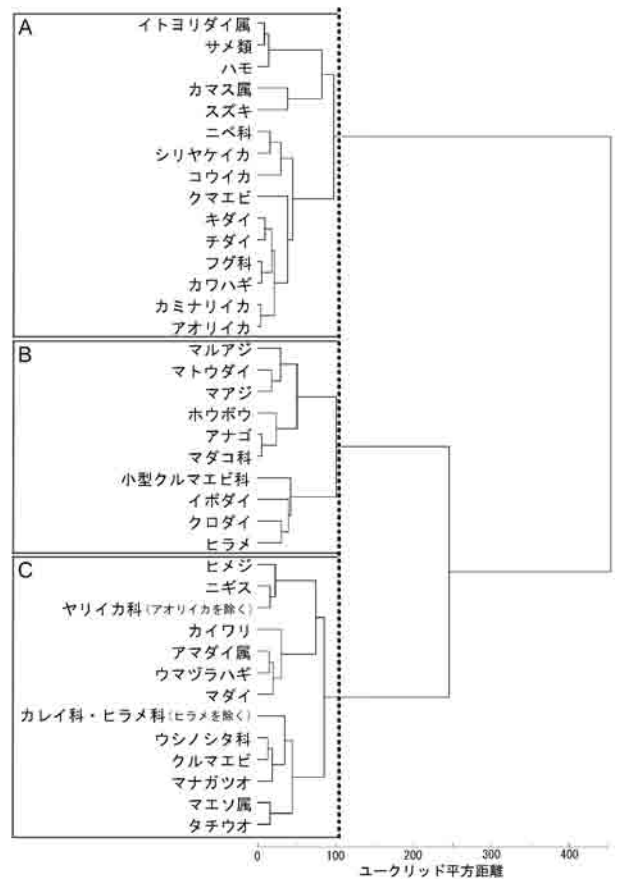 A
イトヨリダイ属
サメ類
ハモ
カマス属
スズキ
ニベ科
シリヤケイカ
コウイカ
クマエビ
キダイ
チダイ
フグ科
カワハギ
カミナリイカ
アオリイカ
B
マルアジ
マトウダイ
マアジ
ホウボウ
アナゴ
マダコ科
小型クルマエビ科
イボダイ
クロダイ
ヒラメ
C
ヒメジ
ニギス
ヤリイカ科(アオリイカを除く)
カイワリ
アマダイ属
ウマヅラハギ
マダイ
カレイ科・ヒラメ科(ヒラメを除く)
ウシノシタ科
クルマエビ
マナガツオ
マエソ属
タチウオ
0 100 200 300 400
ユークリッド平方距離